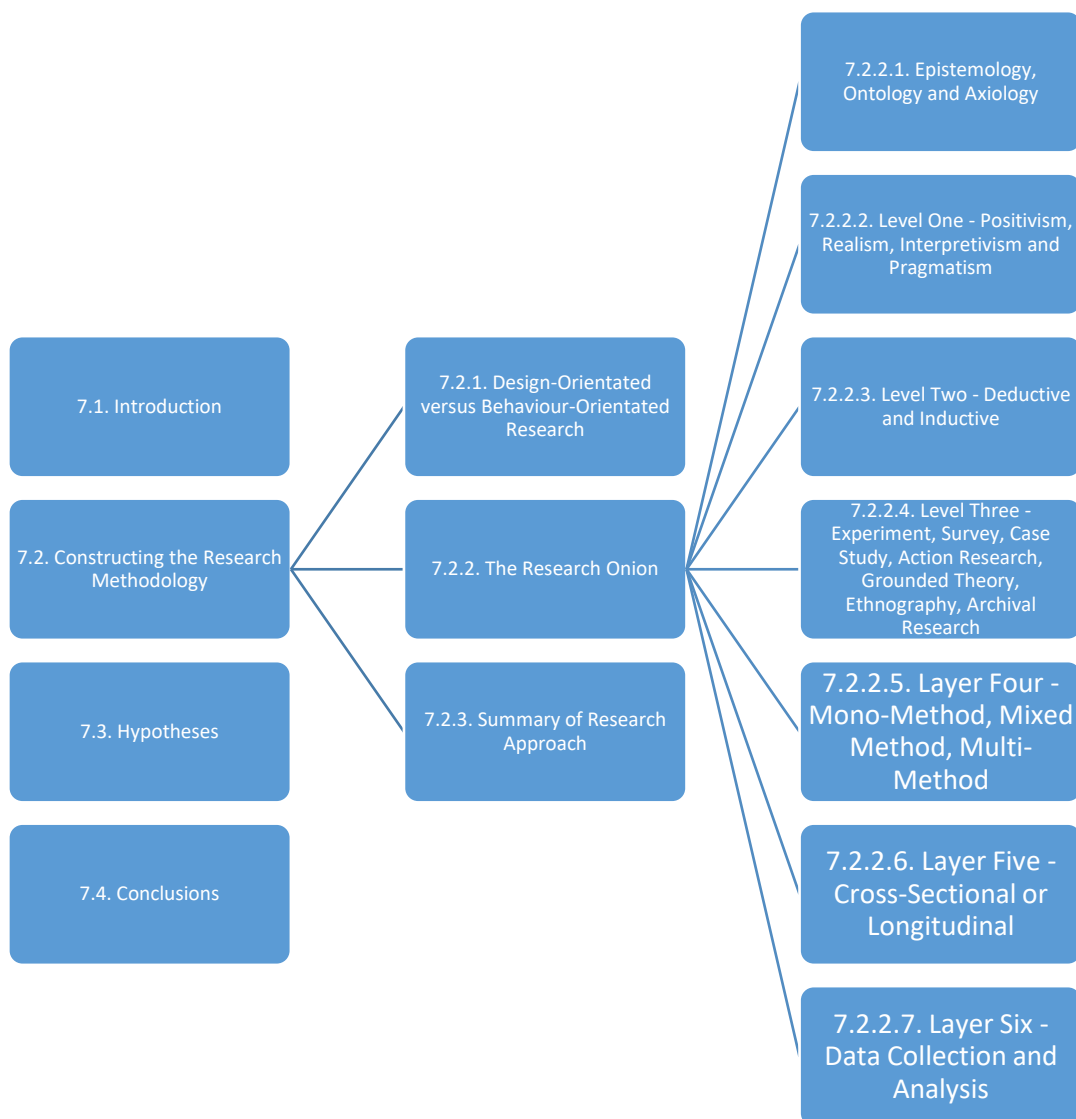 7.1. Introduction
7.2. Constructing the Research
Methodology
7.3. Hypotheses
7.4. Conclusions
7.2.1. Design-Orientated
versus Behaviour-Orientated
Research
7.2.2. The Research Onion
7.2.3. Summary of Research
Approach
7.2.2.1. Epistemology,
Ontology and Axiology
7.2.2.2. Level One - Positivism,
Realism, Interpretivism and
Pragmatism
7.2.2.3. Level Two - Deductive
and Inductive
7.2.2.4. Level Three -
Experiment, Survey, Case
Study, Action Research,
Grounded Theory,
Ethnography, Archival
Research
7.2.2.5. Layer Four -
Mono-Method, Mixed
Method, Multi-
Method
7.2.2.6. Layer Five -
Cross-Sectional or
Longitudinal
7.2.2.7. Layer Six -
Data Collection and
Analysis